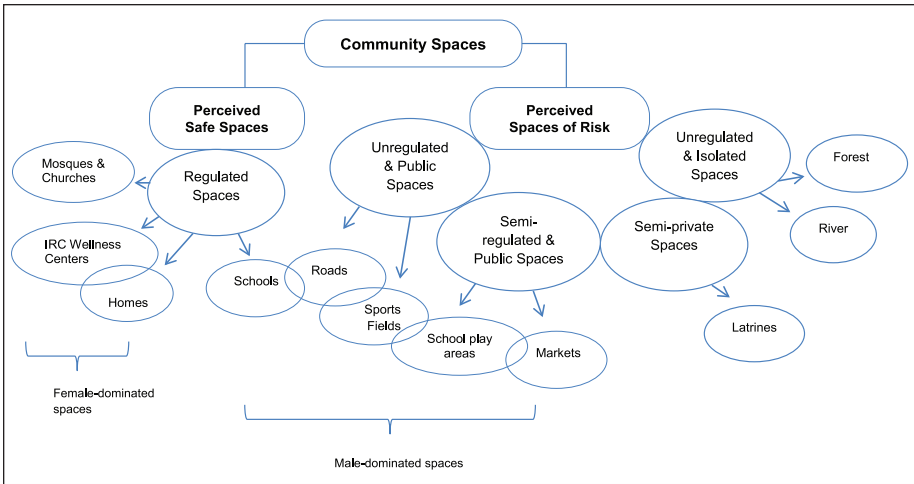 Community Spaces
Perceived
Safe Spaces
Perceived
Spaces of Risk
Mosques &
Churches
Regulated
Spaces
Unregulated
& Public
Spaces
Unregulated
& Isolated
Spaces
Forest
IRC Wellness
Centers
Homes
Schools
Roads
Sports
Fields
Semi-
regulated &
Public Spaces
Semi-private
Spaces
River
School play
areas
Markets
Latrines
Female-dominated
spaces
Male-dominated spaces